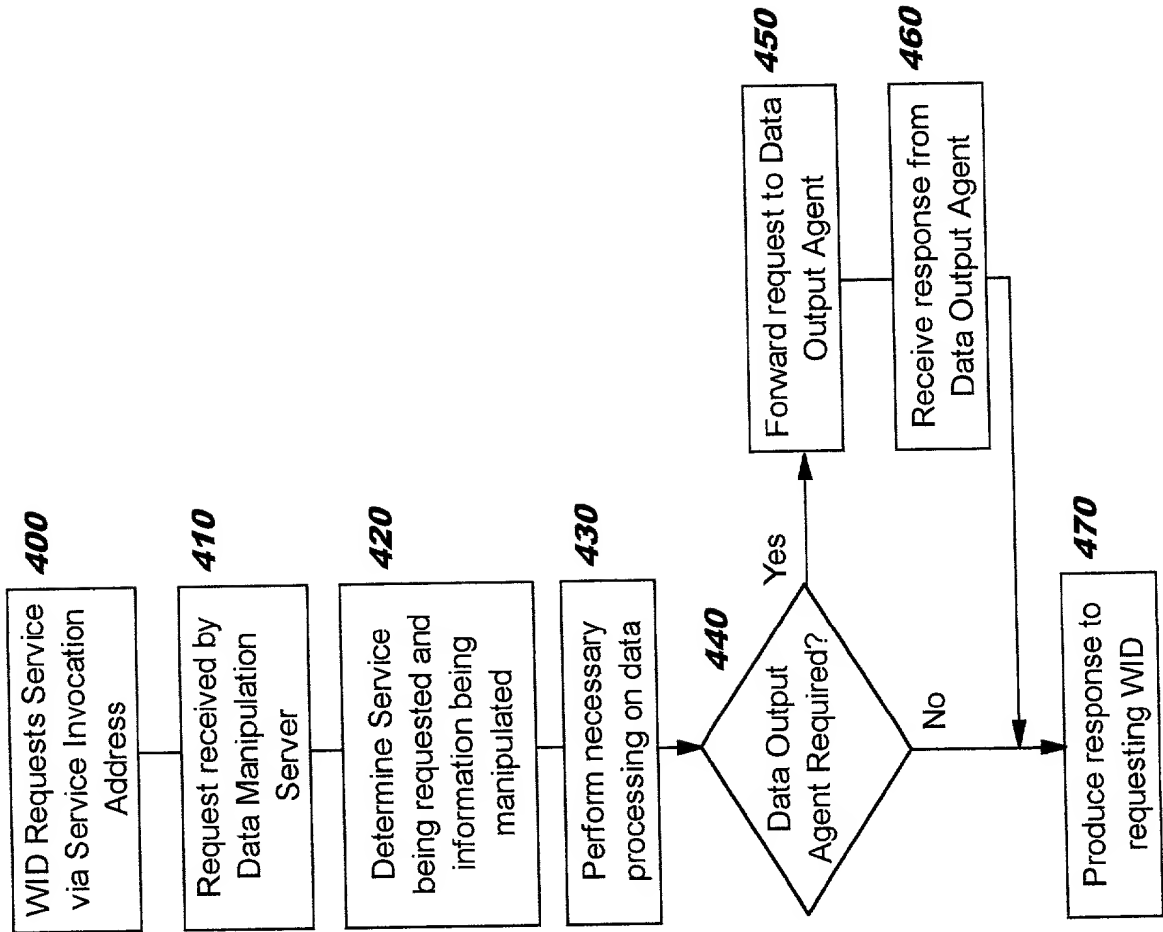 400
WID Requests Service
via Service Invocation
Address
410
Request received by
Data Manipulation
Server
420
Determine Service
being requested and
information being
manipulated
430
Perform necessary
processing on data
440
Data Output
Agent Required?
Yes
No
450
Forward request to Data
Output Agent
460
Receive response from
Data Output Agent
470
Produce response to
requesting WID